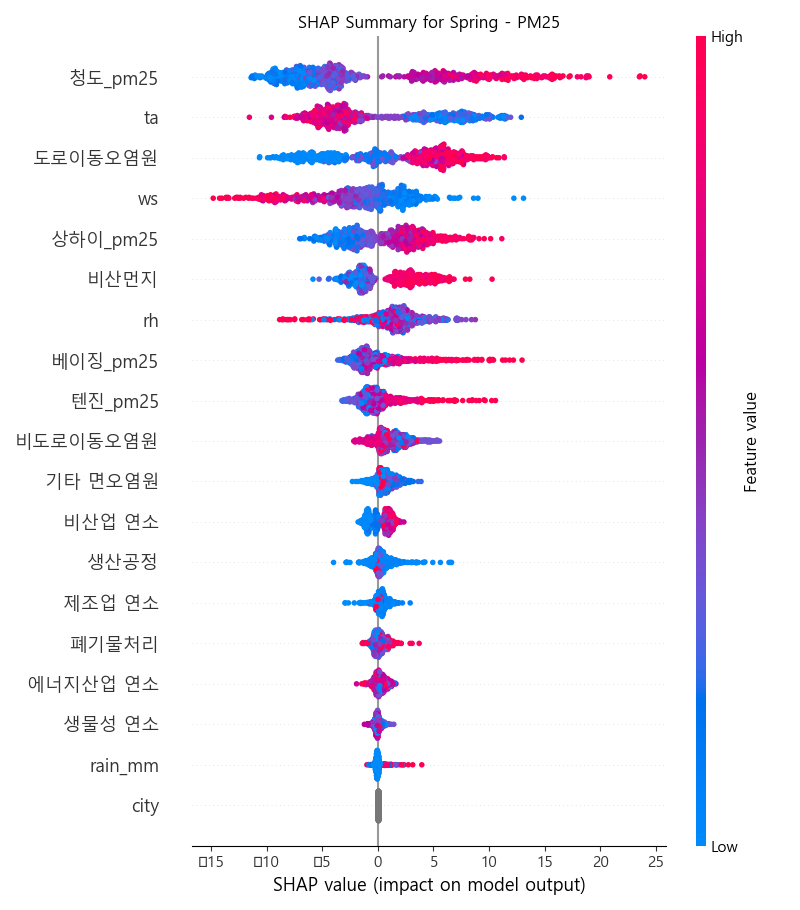 SHAP Summary for Spring - PM25
High
청도_pm25
ta
도로이동오염원
ws
상하이_pm25
비산먼지
rh
베이징_pm25
텐진_pm25
비도로이동오염원
기타 면오염원
비산업 연소
생산공정
제조업 연소
폐기물처리
에너지산업 연소
생물성 연소
rain_mm
city
Feature value
Low
▯15 ▯10 ▯5 0 5 10 15 20 25
SHAP value (impact on model output)